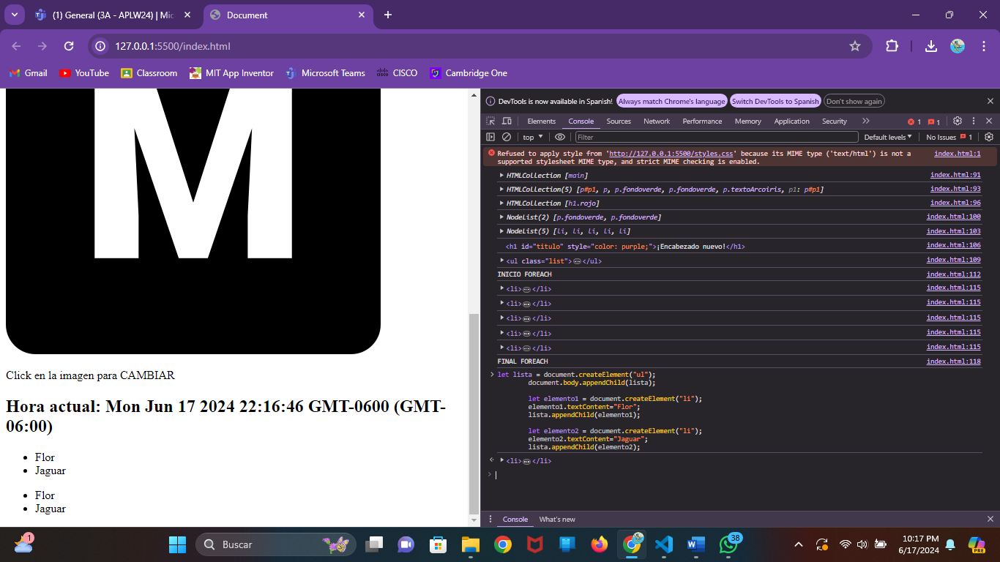 (1) General (3A - APLW24) | Mic
Document
127.0.0.1:5500/index.html
Gmail
YouTube
Classroom
MIT App Inventor
Microsoft Teams
CISCO
Cambridge One
M
Click en la imagen para CAMBIAR
Hora actual: Mon Jun 17 2024 22:16:46 GMT-0600 (GMT-
06:00)
Flor
Jaguar
Flor
Jaguar
DevTools is now available in Spanish! Always match Chrome's language Switch DevTools to Spanish Don't show again
Elements Console Sources Network Performance Memory Application Security 1 1
top Filter Default levels No Issues 1
Refused to apply style from 'http://127.0.0.1:5500/styles.css' because its MIME type ('text/html') is not a index.html:1
supported stylesheet MIME type, and strict MIME checking is enabled.
HTMLCollection [main] index.html:91
HTMLCollection(5) [p#p1, p, p.fondoverde, p.fondoverde, p.textoArcoiris, p1: p#p1] index.html:93
HTMLCollection [h1.rojo] index.html:96
NodeList(2) [p.fondoverde, p.fondoverde] index.html:100
NodeList(5) [li, li, li, li, li] index.html:103
<h1 id="titulo" style="color: purple;">¡Encabezado nuevo!</h1> index.html:106
<ul class="list">…</ul> index.html:109
INICIO FOREACH index.html:112
<li>…</li> index.html:115
<li>…</li> index.html:115
<li>…</li> index.html:115
<li>…</li> index.html:115
<li>…</li> index.html:115
FINAL FOREACH index.html:118
let lista = document.createElement("ul");
document.body.appendChild(lista);
let elemento1 = document.createElement("li");
elemento1.textContent="Flor";
lista.appendChild(elemento1);
let elemento2 = document.createElement("li");
elemento2.textContent="Jaguar";
lista.appendChild(elemento2);
<li>…</li>
Console What's new
1
Buscar
38
PRE
10:17 PM
6/17/2024